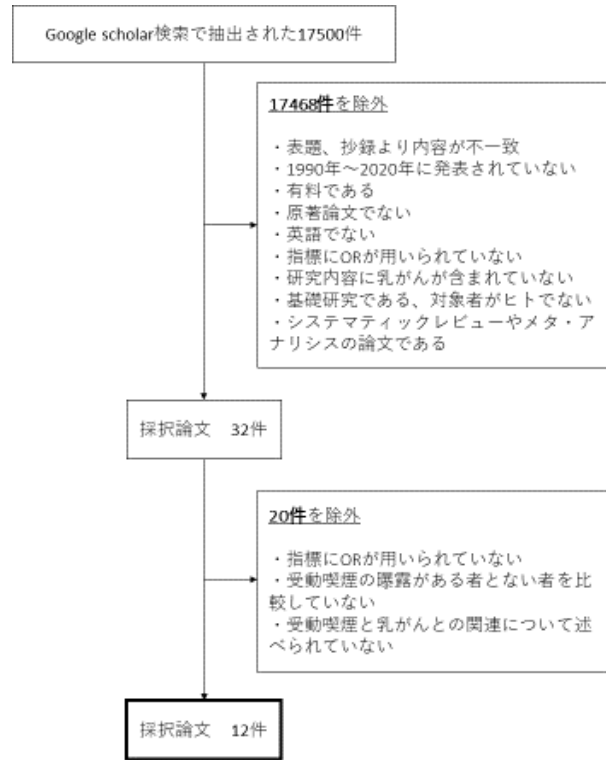 Google scholar検索で抽出された17500件
17468件を除外
・表題、抄録より内容が不一致
・1990年～2020年に発表されていない
・有料である
・原著論文でない
・英語でない
・指標にORが用いられていない
・研究内容に乳がんが含まれていない
・基礎研究である、対象者がヒトでない
・システマティックレビューやメタ・ア
ナリシスの論文である
採択論文　32件
20件を除外
・指標にORが用いられていない
・受動喫煙の曝露がある者とない者を比
較していない
・受動喫煙と乳がんとの関連について述
べられていない
採択論文　12件